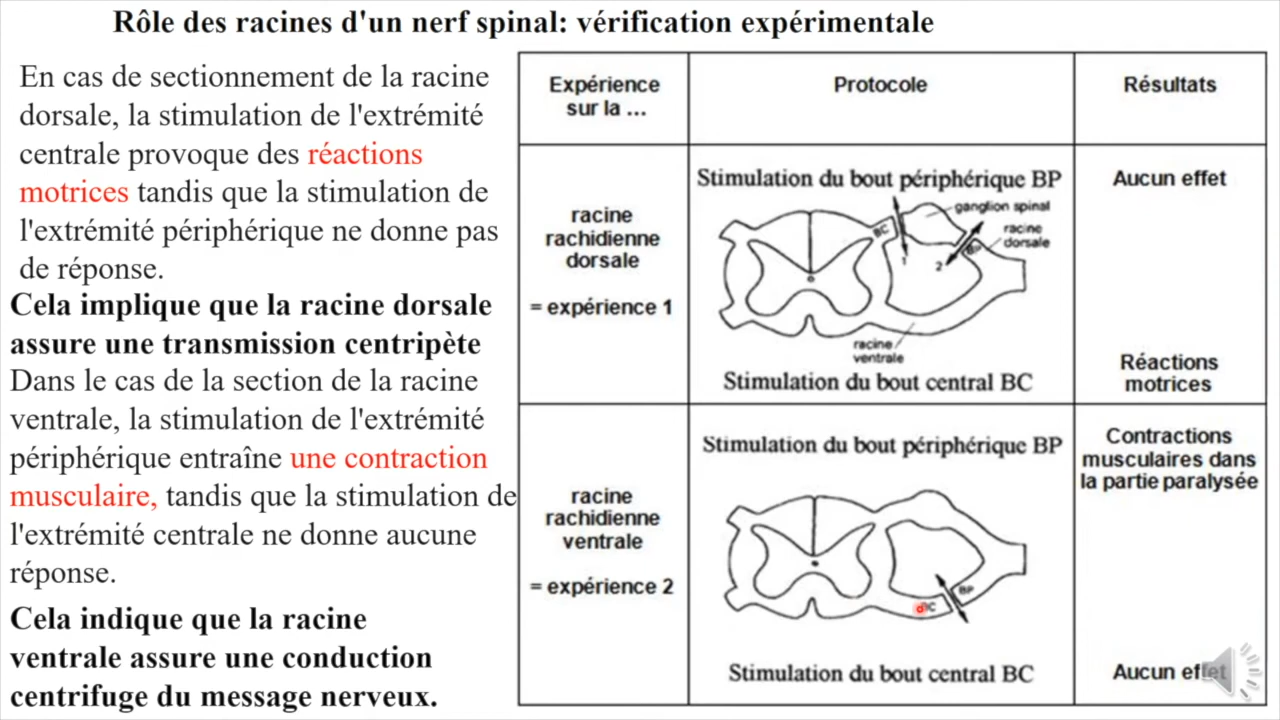 Rôle des racines d'un nerf spinal: vérification expérimentale
En cas de sectionnement de la racine
dorsale, la stimulation de l'extrémité
centrale provoque des réactions
motrices tandis que la stimulation de
l'extrémité périphérique ne donne pas
de réponse.
Cela implique que la racine dorsale
assure une transmission centripète
Dans le cas de la section de la racine
ventrale, la stimulation de l'extrémité
périphérique entraîne une contraction
musculaire, tandis que la stimulation de
l'extrémité centrale ne donne aucune
réponse.
Cela indique que la racine
ventrale assure une conduction
centrifuge du message nerveux.
Expérience
sur la ...
Protocole
Résultats
racine
rachidienne
dorsale
= expérience 1
Stimulation du bout périphérique BP
ganglion spinal
racine
dorsale
BC
BP
1
2
racine
ventrale
Stimulation du bout central BC
Aucun effet
Réactions
motrices
racine
rachidienne
ventrale
= expérience 2
Stimulation du bout périphérique BP
BP
BC
Stimulation du bout central BC
Contractions
musculaires dans
la partie paralysée
Aucun effet